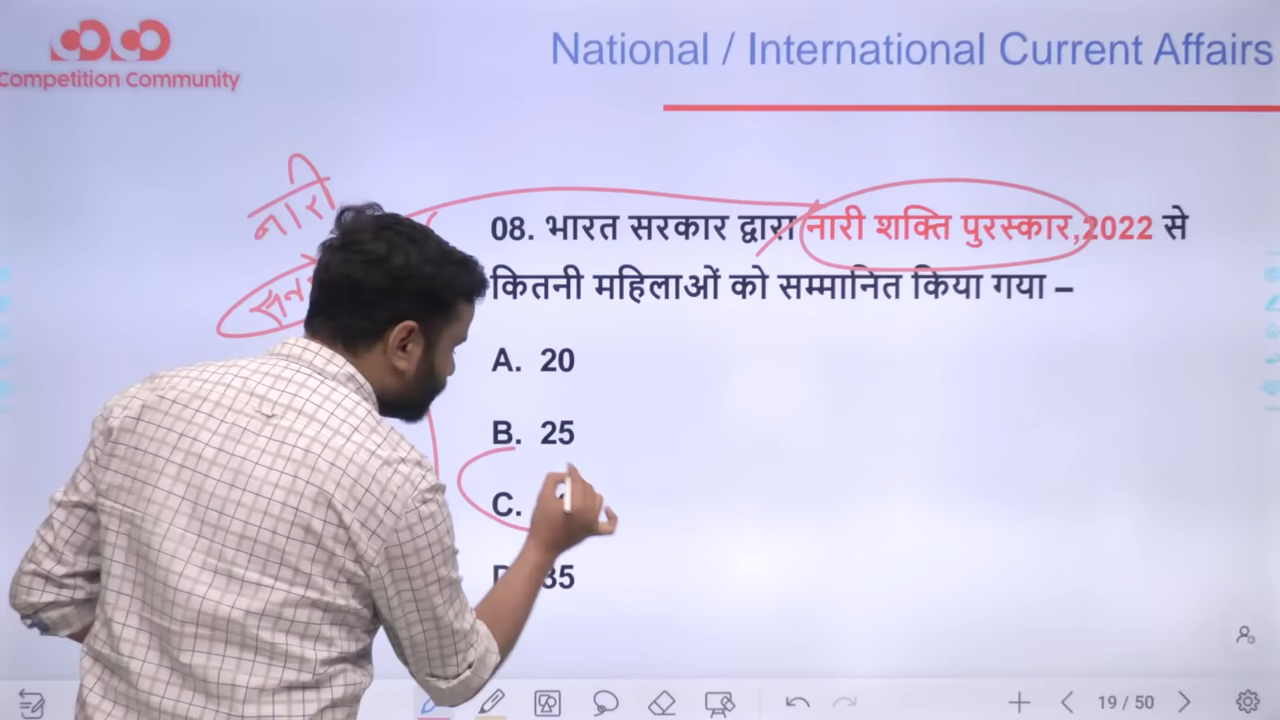 Competition Community
National / International Current Affairs
नारी
08. भारत सरकार द्वारा नारी शक्ति पुरस्कार,2022 से
कितनी महिलाओं को सम्मानित किया गया –
A. 20
B. 25
C.
35
19 / 50